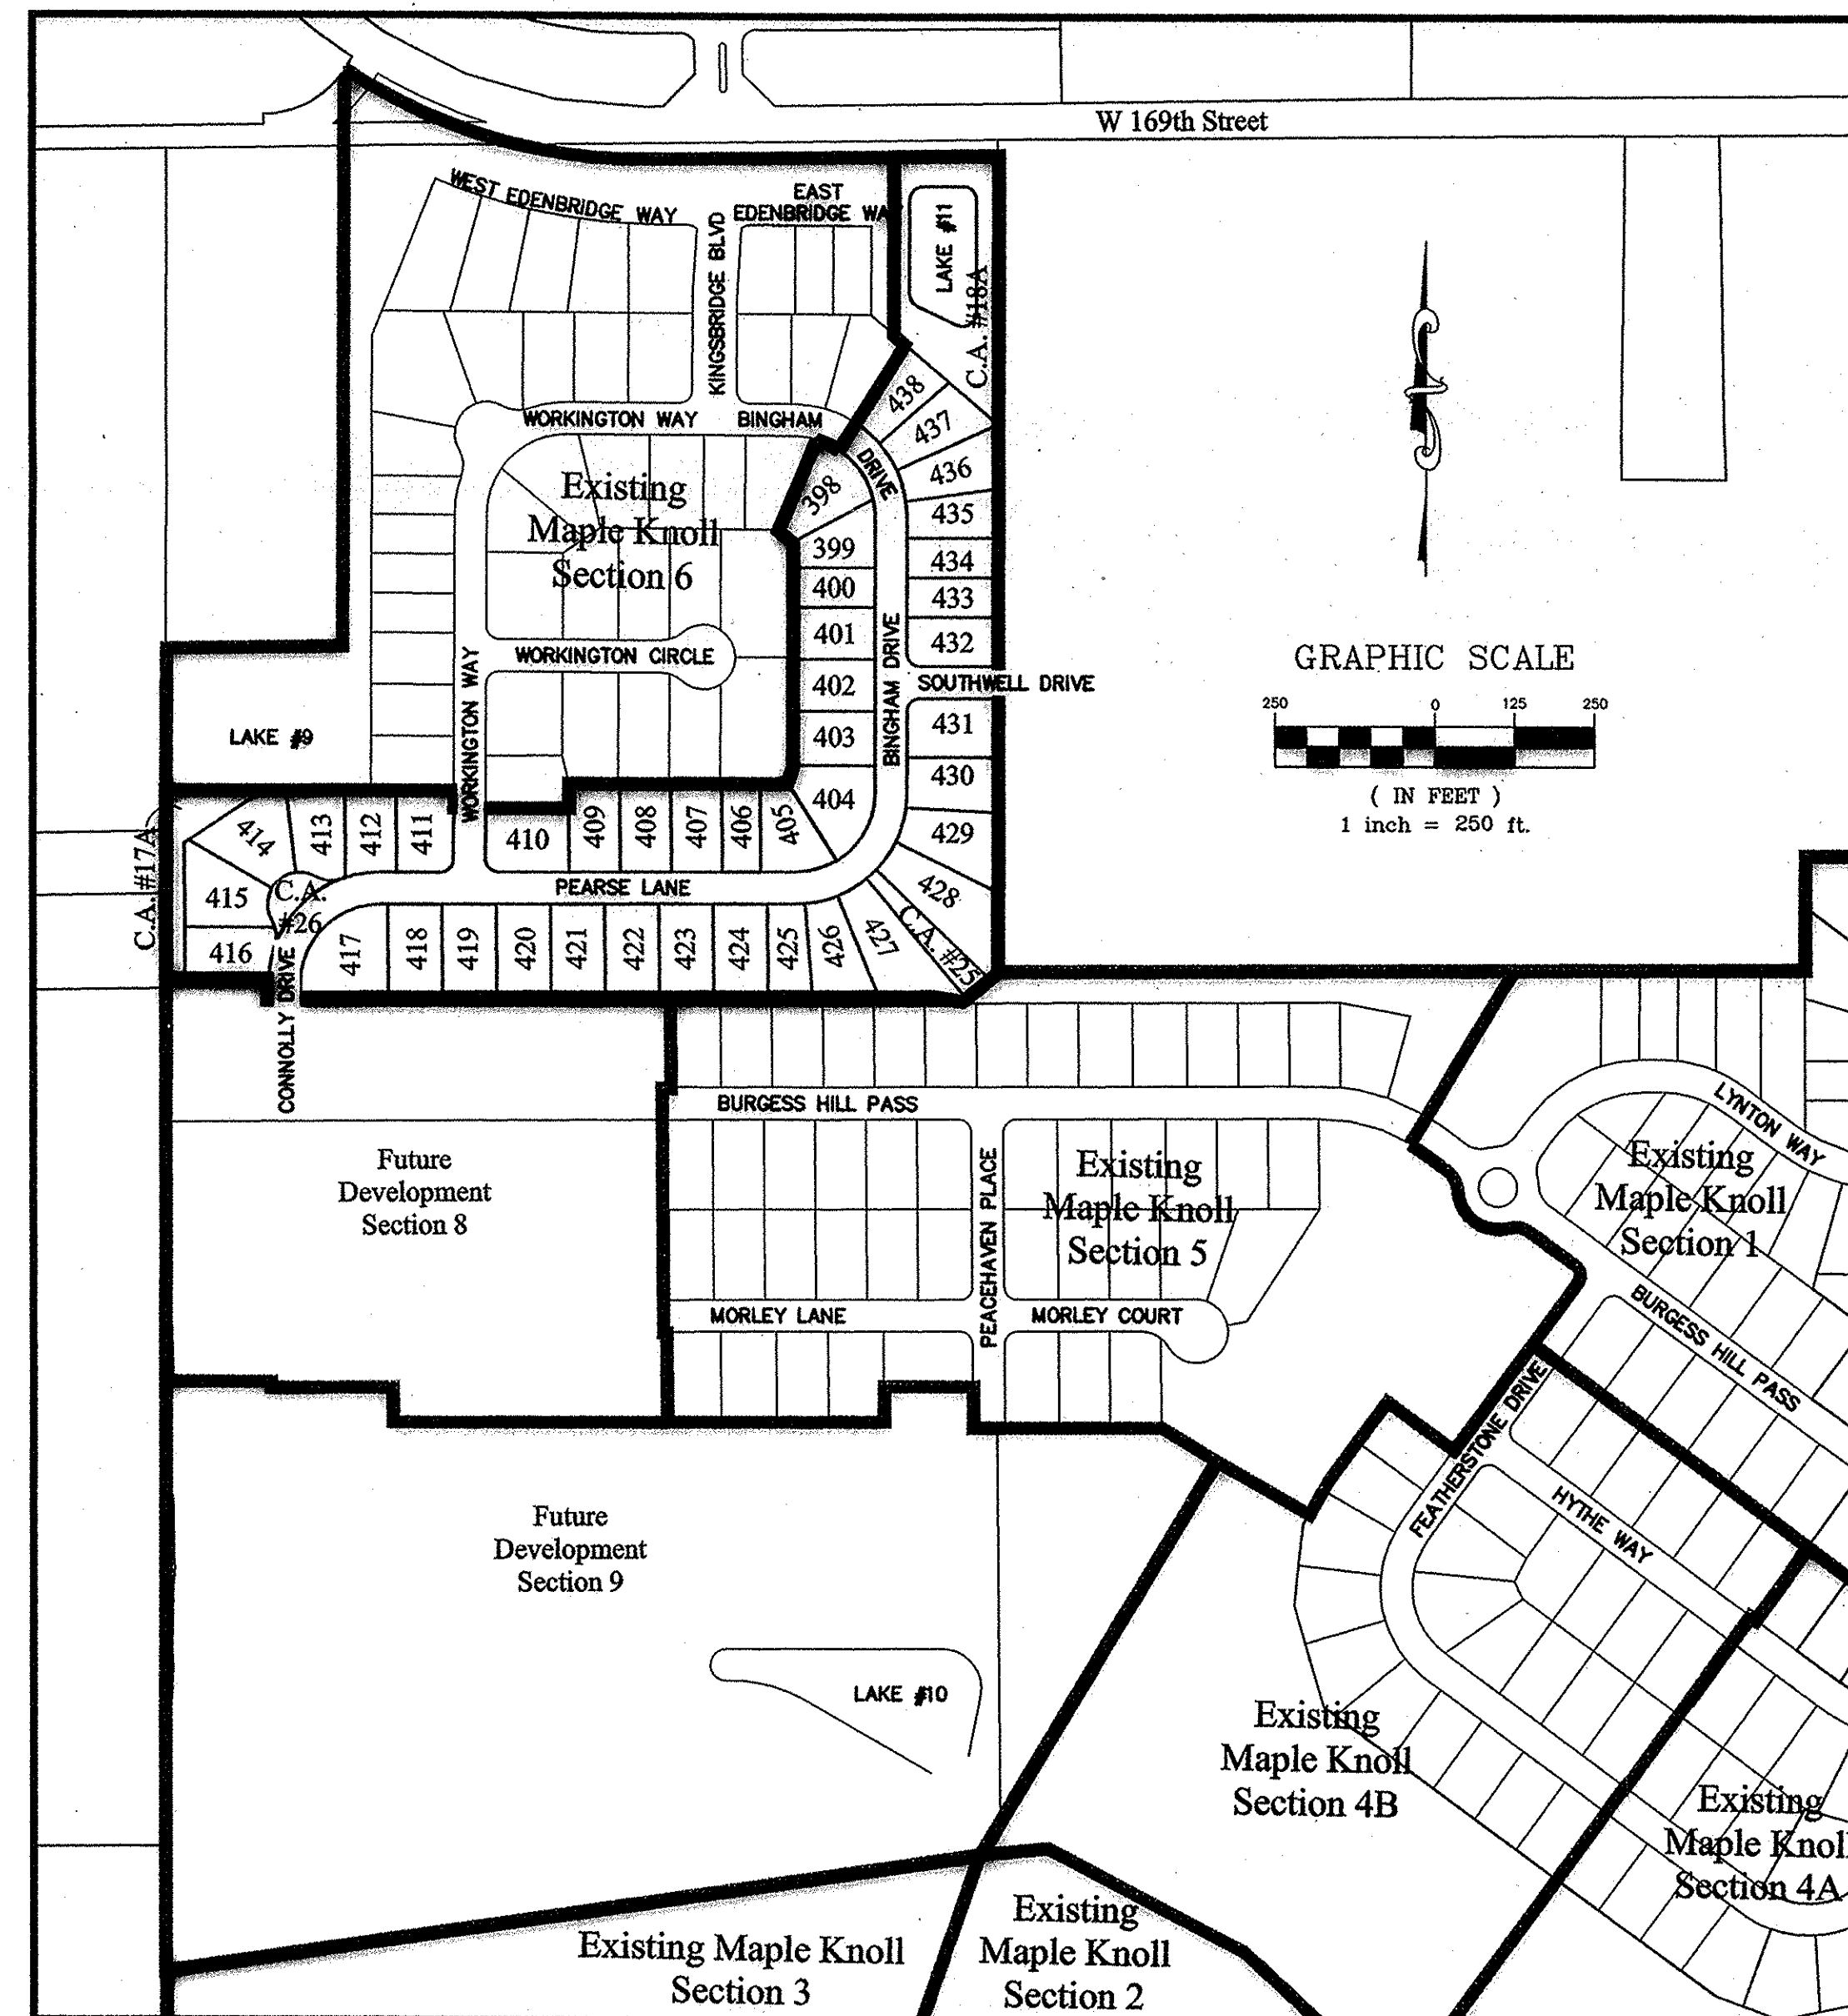 W 169th Street
WEST EDENBRIDGE WAY
EAST
EDENBRIDGE WAY
KINGSBRIDGE BLVD
LAKE #11
C.A. #18A
WORKINGTON WAY
BINGHAM
DRIVE
438
437
436
435
434
433
432
398
399
400
401
402
403
404
Existing
Maple Knoll
Section 6
WORKINGTON CIRCLE
WORKINGTON WAY
BINGHAM DRIVE
SOUTHWELL DRIVE
431
430
429
428
GRAPHIC SCALE
250
0
125
250
( IN FEET )
1 inch = 250 ft.
LAKE #9
C.A. #17A
414
413
412
411
410
409
408
407
406
405
415
C.A.
#26
416
PEARSE LANE
417
418
419
420
421
422
423
424
425
426
427
C.A. #25
CONNOLLY DRIVE
BURGESS HILL PASS
PEACEHAVEN PLACE
Existing
Maple Knoll
Section 5
MORLEY LANE
MORLEY COURT
LYNTON WAY
Existing
Maple Knoll
Section 1
BURGESS HILL PASS
Future
Development
Section 8
FEATHERSTONE DRIVE
HYTHE WAY
Future
Development
Section 9
LAKE #10
Existing
Maple Knoll
Section 4B
Existing
Maple Knoll
Section 4A
Existing Maple Knoll
Section 3
Existing
Maple Knoll
Section 2